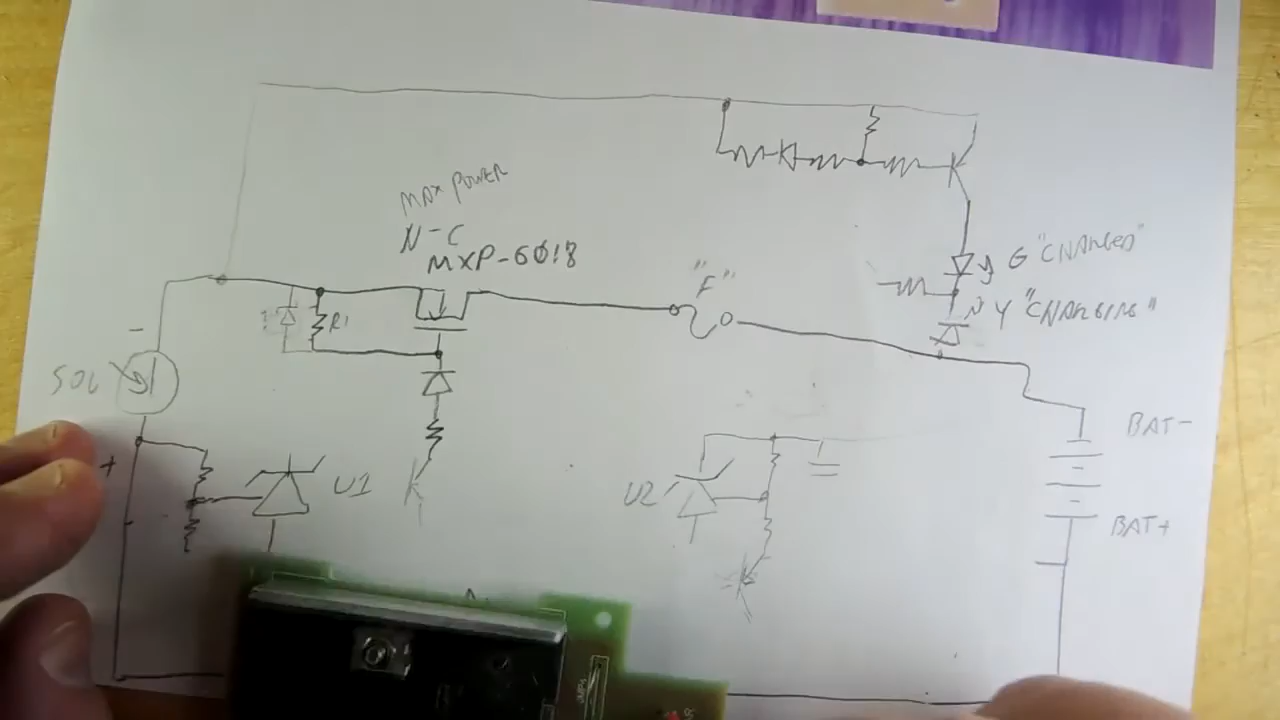 MAX POWER
N-C
MXP-6018
"F"
G "CHARGED"
Y "CHARGING"
R1
-
SOL
+
U1
U2
BAT-
BAT+